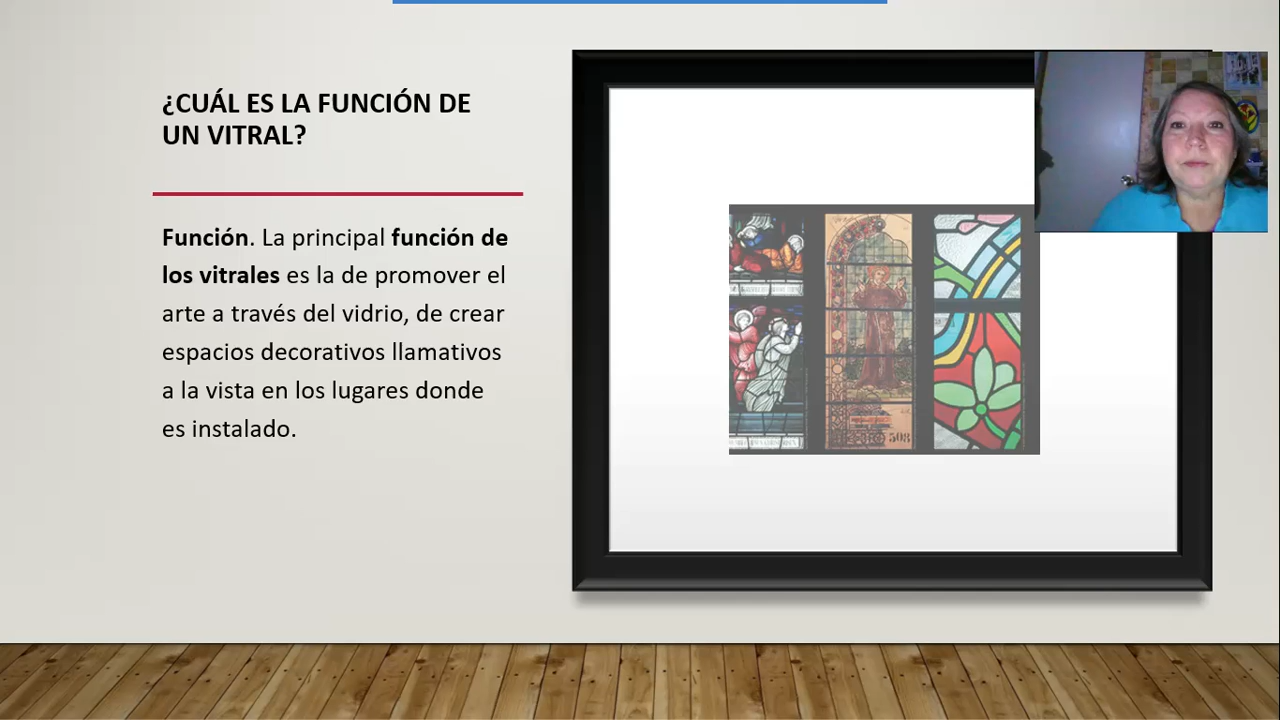 ¿CUÁL ES LA FUNCIÓN DE
UN VITRAL?
Función. La principal función de
los vitrales es la de promover el
arte a través del vidrio, de crear
espacios decorativos llamativos
a la vista en los lugares donde
es instalado.
508